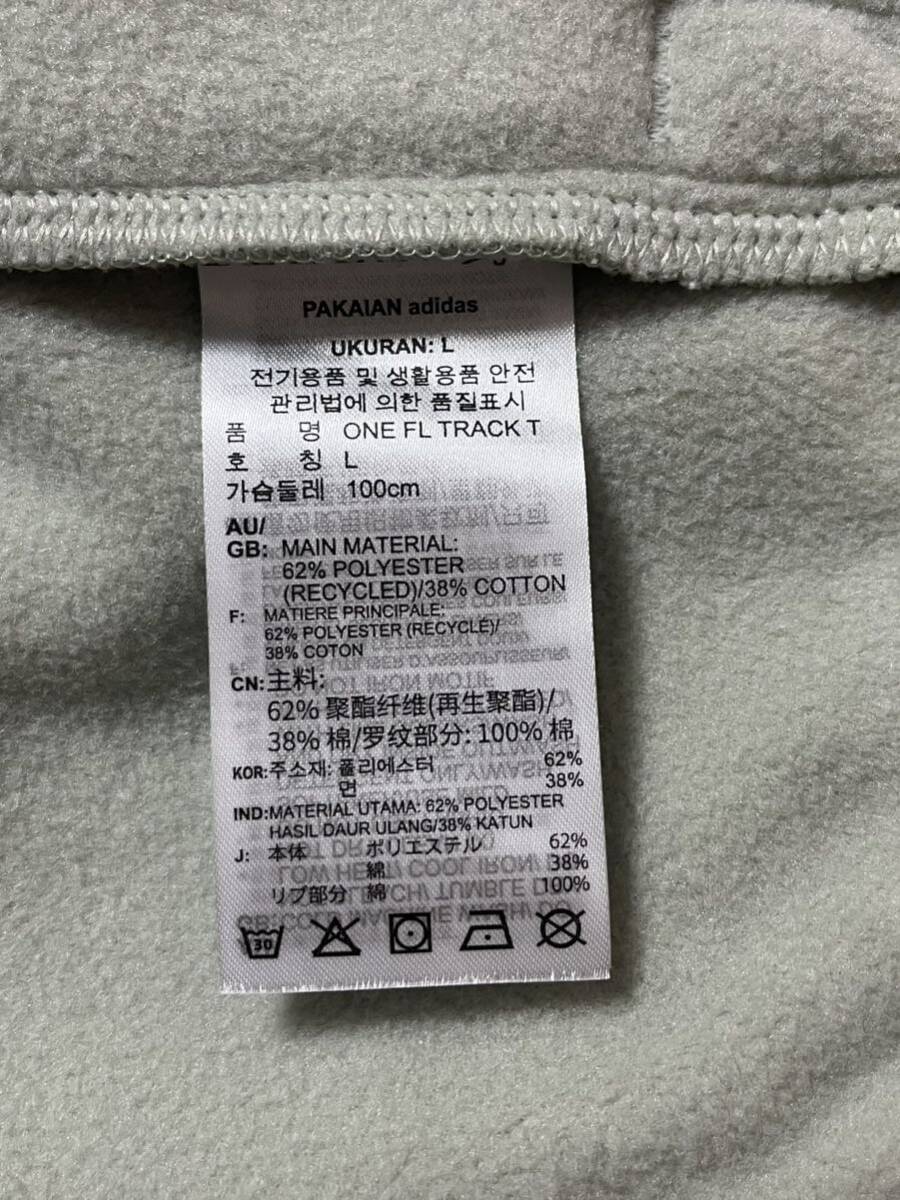 PAKAIAN adidas
UKURAN: L
전기용품 및 생활용품 안전
관리법에 의한 품질표시
품 명 ONE FL TRACK T
호 칭 L
가슴둘레 100cm
AU/
GB: MAIN MATERIAL:
62% POLYESTER
(RECYCLED)/38% COTTON
F: MATIERE PRINCIPALE:
62% POLYESTER (RECYCLÉ)/
38% COTON
CN: 主料:
62% 聚酯纤维(再生聚酯)/
38% 棉/罗纹部分: 100% 棉
KOR: 주소재: 폴리에스터 62%
면 38%
IND: MATERIAL UTAMA: 62% POLYESTER
HASIL DAUR ULANG/38% KATUN
J: 本体 ポリエステル 62%
綿 38%
リブ部分 綿 100%
30